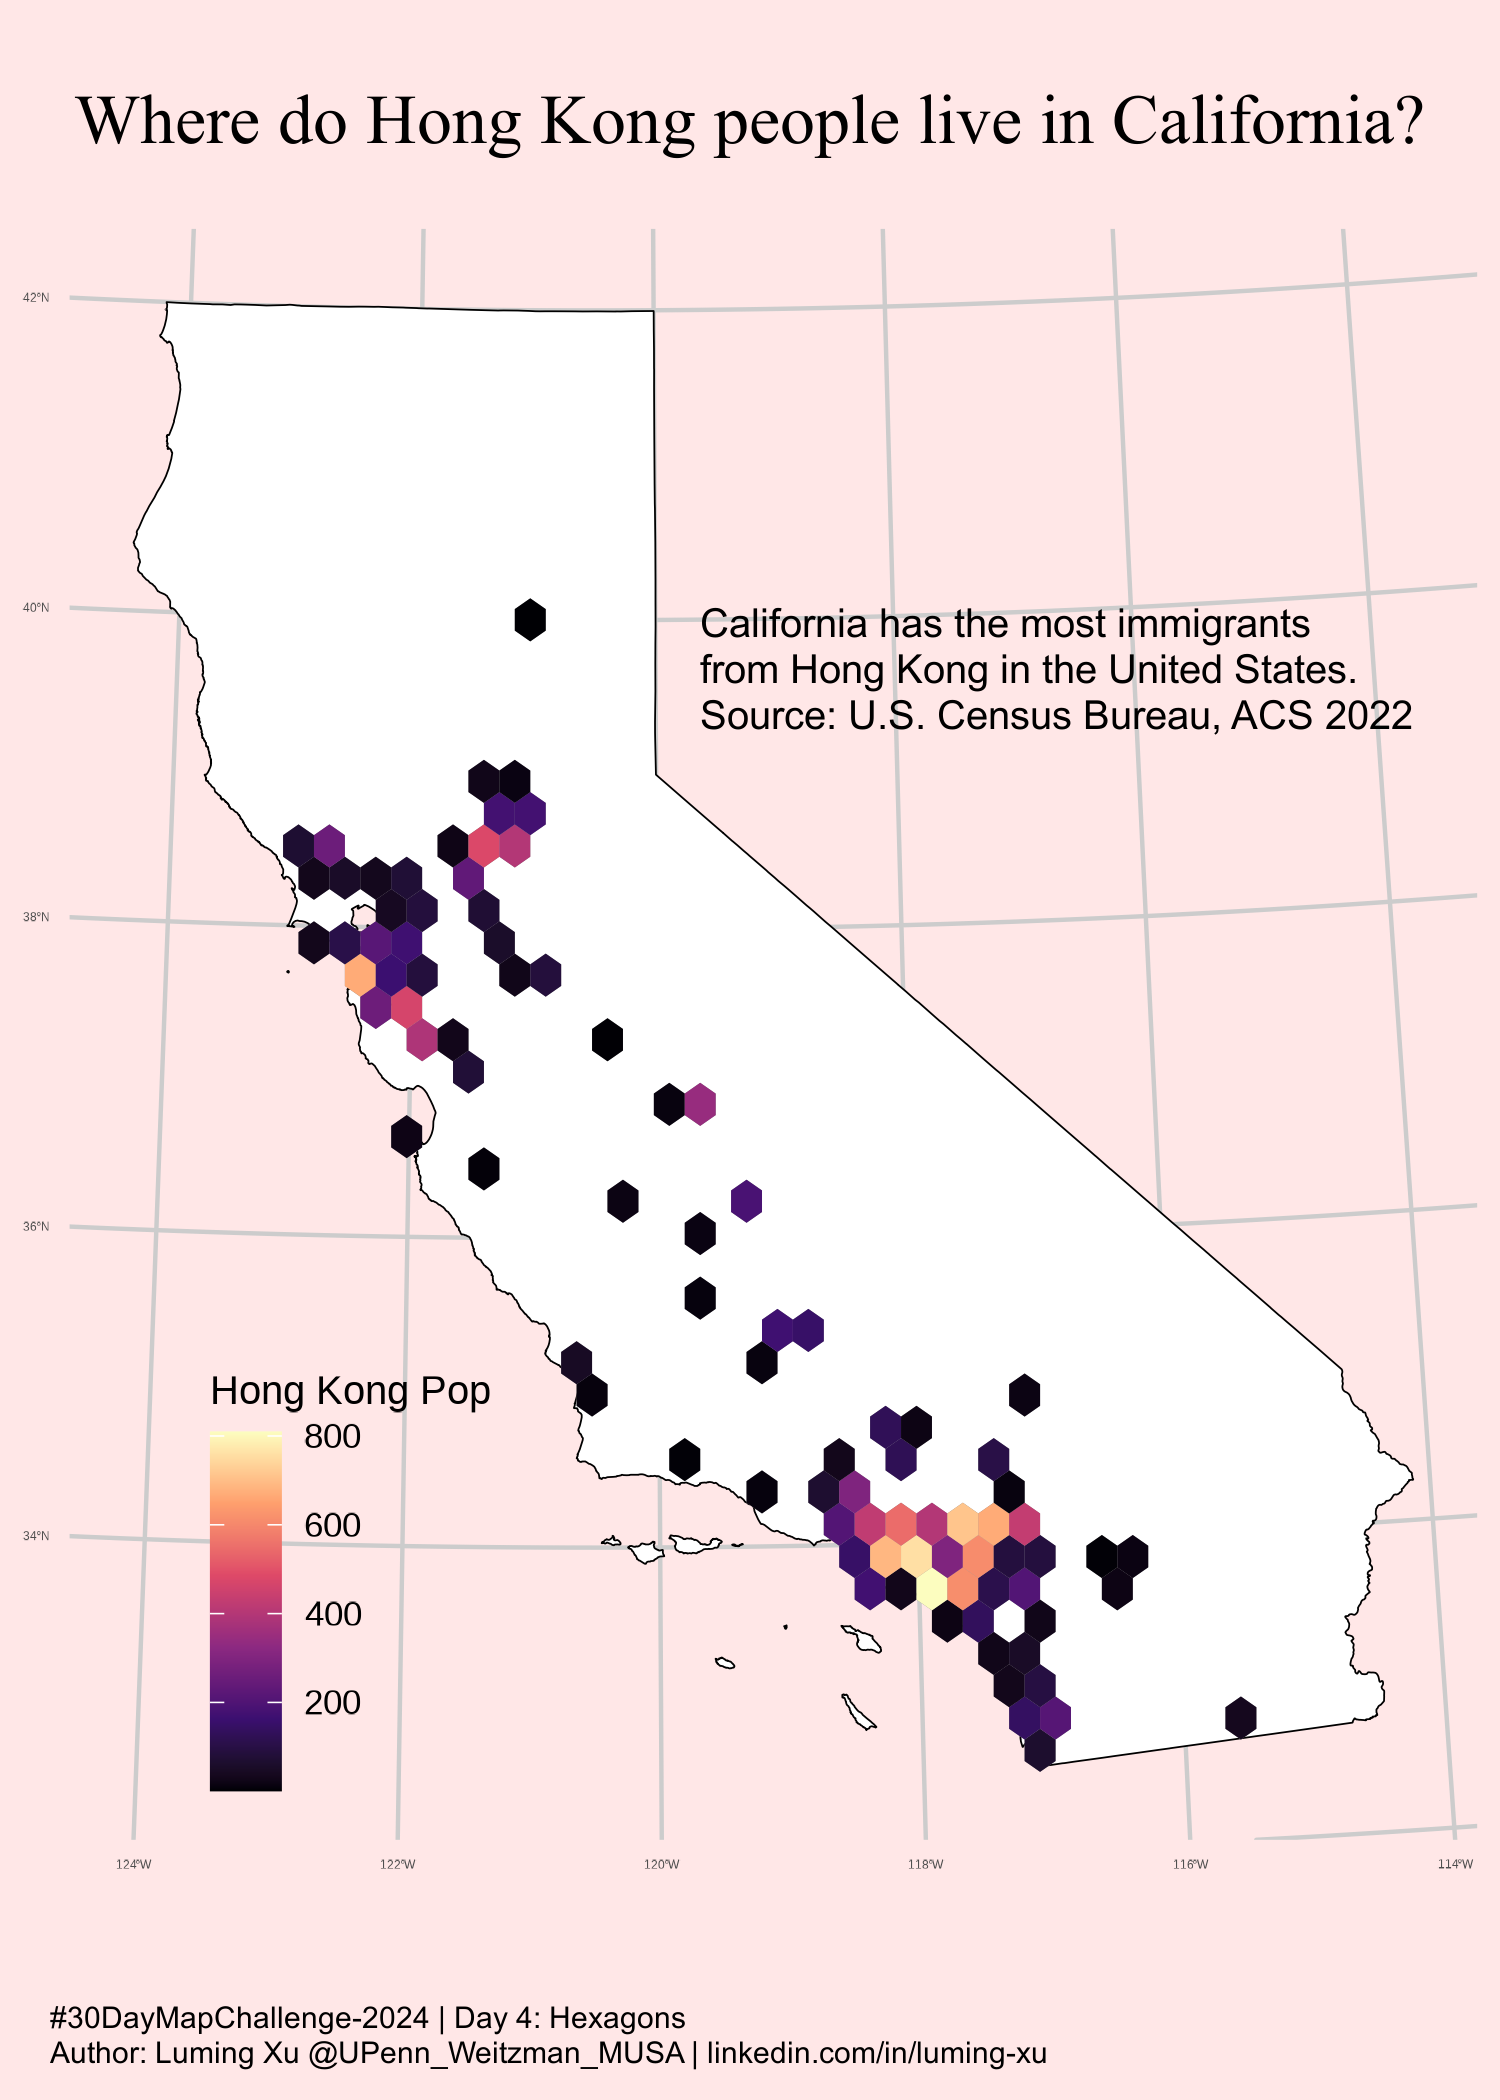 Where do Hong Kong people live in California?
42°N
40°N
California has the most immigrants
from Hong Kong in the United States.
Source: U.S. Census Bureau, ACS 2022
38°N
36°N
Hong Kong Pop
800
600
34°N
400
200
124°W 122°W 120°W 118°W 116°W 114°W
#30DayMapChallenge-2024 | Day 4: Hexagons
Author: Luming Xu @UPenn_Weitzman_MUSA | linkedin.com/in/luming-xu